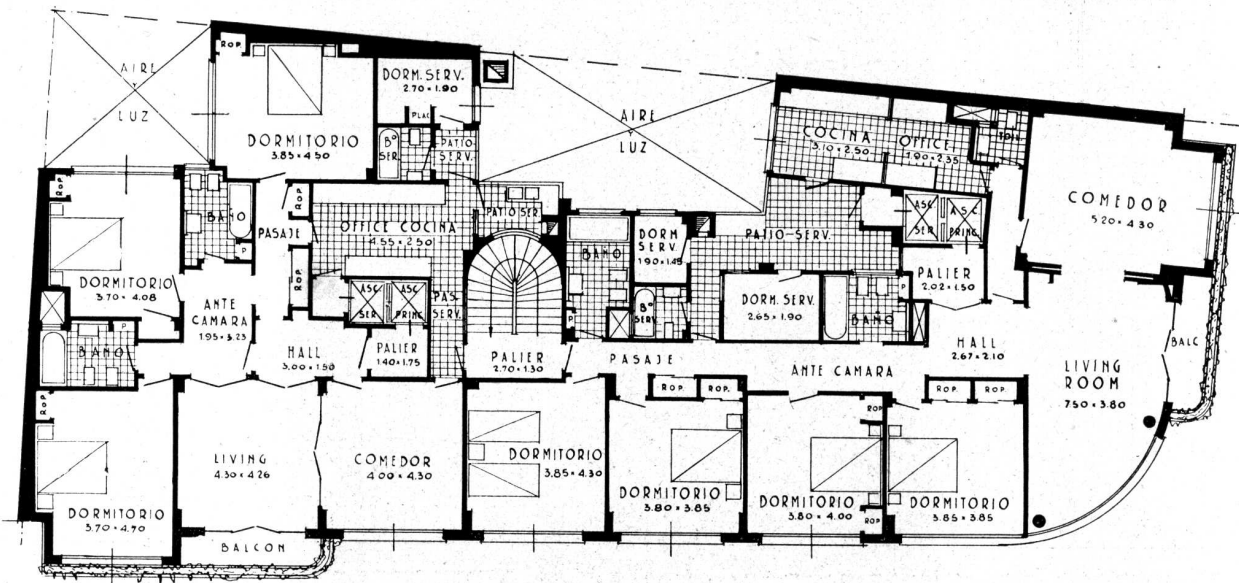 AIRE
LUZ
ROP.
DORMITORIO
3.85 x 4.50
DORM. SERV.
2.70 x 1.90
PLAC
Bº
SER.
PATIO
SERV.
AIRE
Y
LUZ
COCINA
3.10 x 2.50
OFFICE
1.90 x 2.35
TOIL
COMEDOR
5.20 x 4.30
ROP.
BAÑO
P
ROP.
PASAJE
ROP.
OFFICE COCINA
4.55 x 2.50
PATIO SER.
DORMITORIO
3.70 x 4.08
ANTE
CAMARA
1.95 x 3.23
ASC
SER
ASC
PRINC
PAS.
SERV.
BAÑO
P
DORM
SERV.
1.90 x 1.45
PATIO-SERV.
ASC
SER
ASC
PRINC
PALIER
2.02 x 1.50
Bº
SERV
DORM. SERV.
2.65 x 1.90
BAÑO
P
BAÑO
P
HALL
3.00 x 1.50
PALIER
1.40 x 1.75
PALIER
2.70 x 1.30
PASAJE
ANTE CAMARA
HALL
2.67 x 2.10
BALC
LIVING
ROOM
7.50 x 3.80
ROP.
ROP.
ROP.
ROP.
ROP.
ROP
ROP
DORMITORIO
3.70 x 4.70
LIVING
4.30 x 4.26
COMEDOR
4.00 x 4.30
DORMITORIO
3.85 x 4.30
DORMITORIO
3.80 x 3.85
DORMITORIO
3.80 x 4.00
DORMITORIO
3.85 x 3.85
BALCON